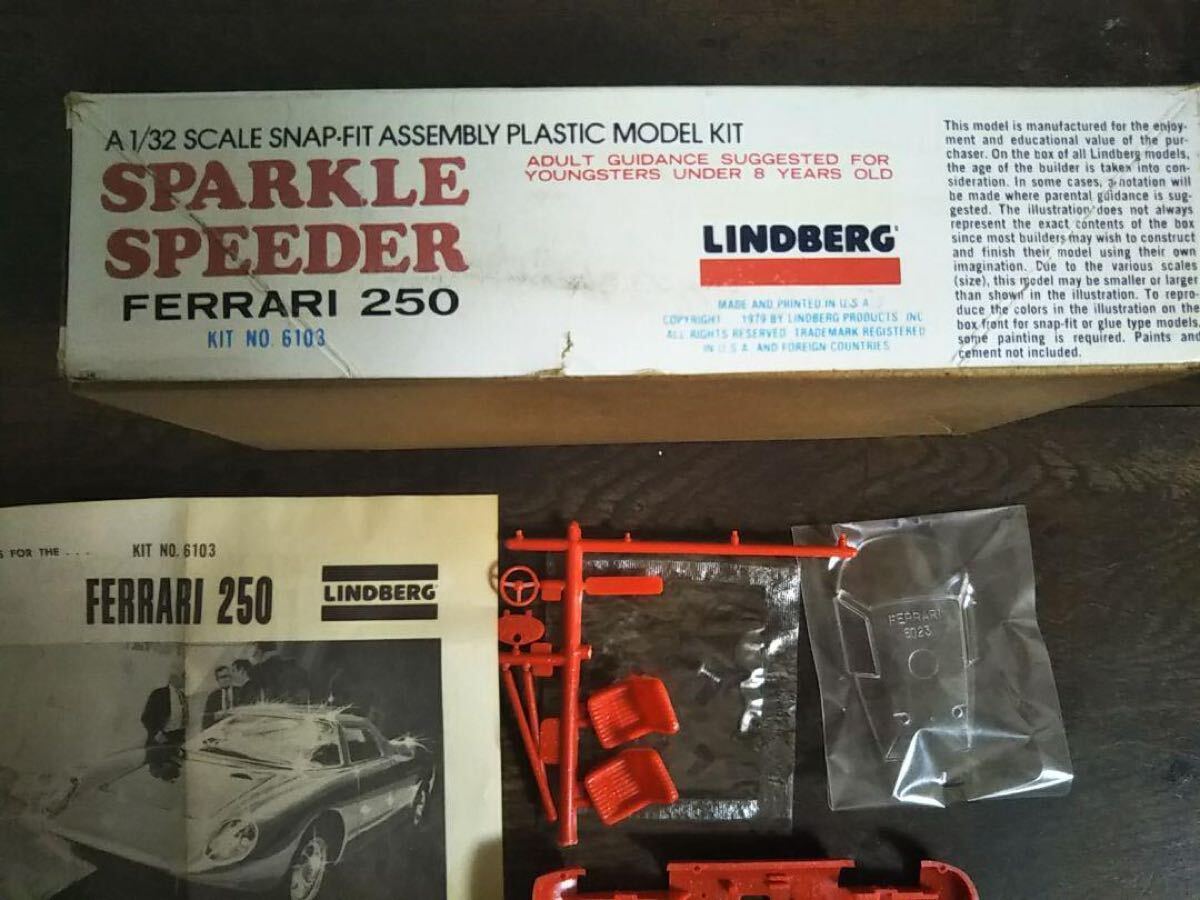 A 1/32 SCALE SNAP-FIT ASSEMBLY PLASTIC MODEL KIT
SPARKLE
SPEEDER
FERRARI 250
KIT NO. 6103
ADULT GUIDANCE SUGGESTED FOR
YOUNGSTERS UNDER 8 YEARS OLD
LINDBERG
MADE AND PRINTED IN U.S.A.
COPYRIGHT 1979 BY LINDBERG PRODUCTS, INC
ALL RIGHTS RESERVED. TRADEMARK REGISTERED
IN U.S.A. AND FOREIGN COUNTRIES
This model is manufactured for the enjoy-
ment and educational value of the pur-
chaser. On the box of all Lindberg models,
the age of the builder is taken into con-
sideration. In some cases, a notation will
be made where parental guidance is sug-
gested. The illustration does not always
represent the exact contents of the box
since most builders may wish to construct
and finish their model using their own
imagination. Due to the various scales
(size), this model may be smaller or larger
than shown in the illustration. To repro-
duce the colors in the illustration on the
box front for snap-fit or glue type models,
some painting is required. Paints and
cement not included.
S FOR THE . . .
KIT NO. 6103
FERRARI 250
LINDBERG
FERRARI
6023